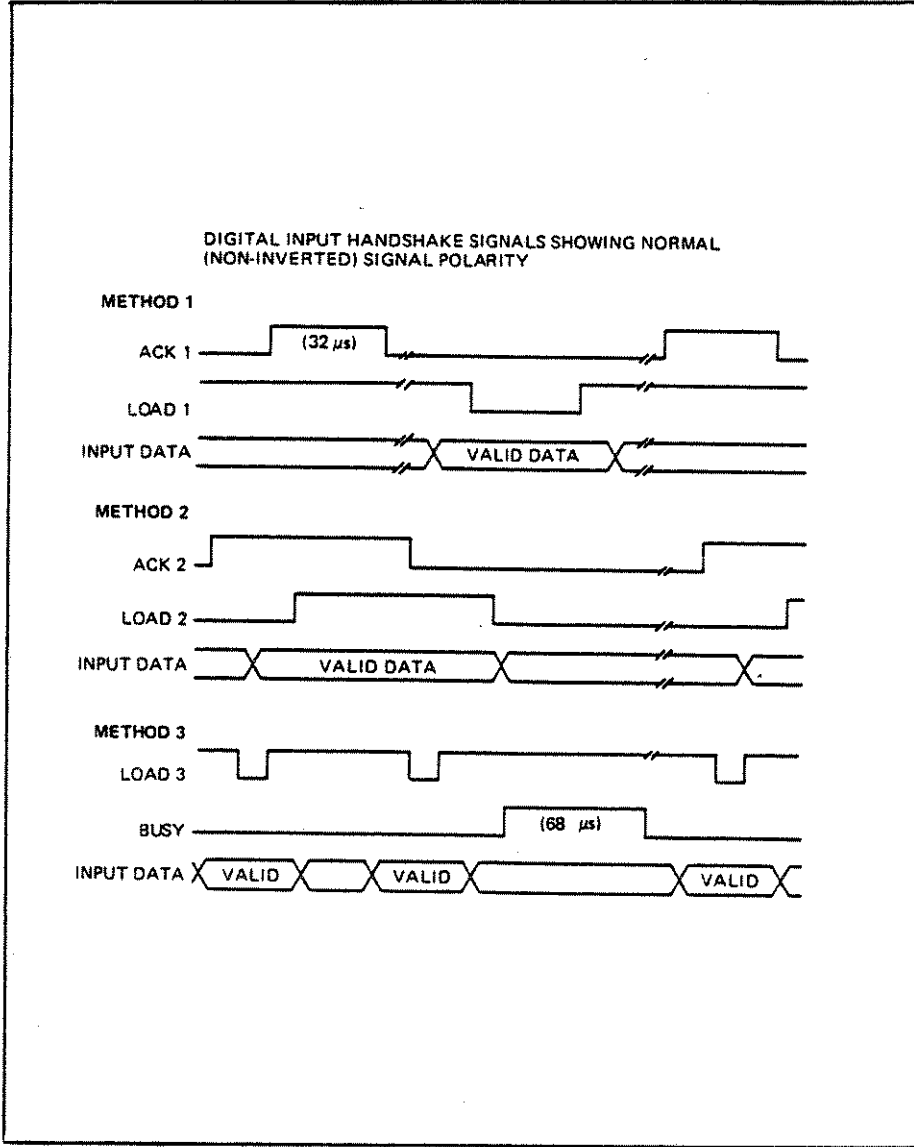 DIGITAL INPUT HANDSHAKE SIGNALS SHOWING NORMAL
(NON-INVERTED) SIGNAL POLARITY
METHOD 1
ACK 1
(32 μs)
LOAD 1
INPUT DATA
VALID DATA
METHOD 2
ACK 2
LOAD 2
INPUT DATA
VALID DATA
METHOD 3
LOAD 3
BUSY
(68 μs)
INPUT DATA
VALID
VALID
VALID